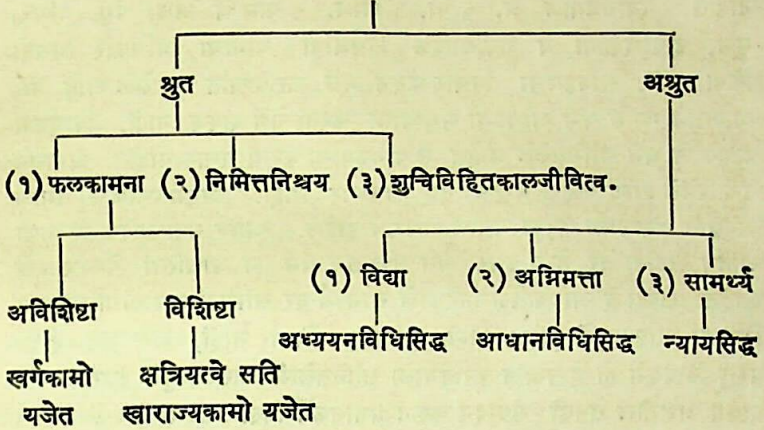 श्रुत अश्रुत
(१) फलकामना (२) निमित्तनिश्चय (३) शुचिविहितकालजीवित्व.
(१) विद्या (२) अग्निमत्ता (३) सामर्थ्य
अविशिष्टा विशिष्टा
अध्ययनविधिसिद्ध आधानविधिसिद्ध न्यायसिद्ध
स्वर्गकामो क्षत्रियत्वे सति
यजेत स्वाराज्यकामो यजेत